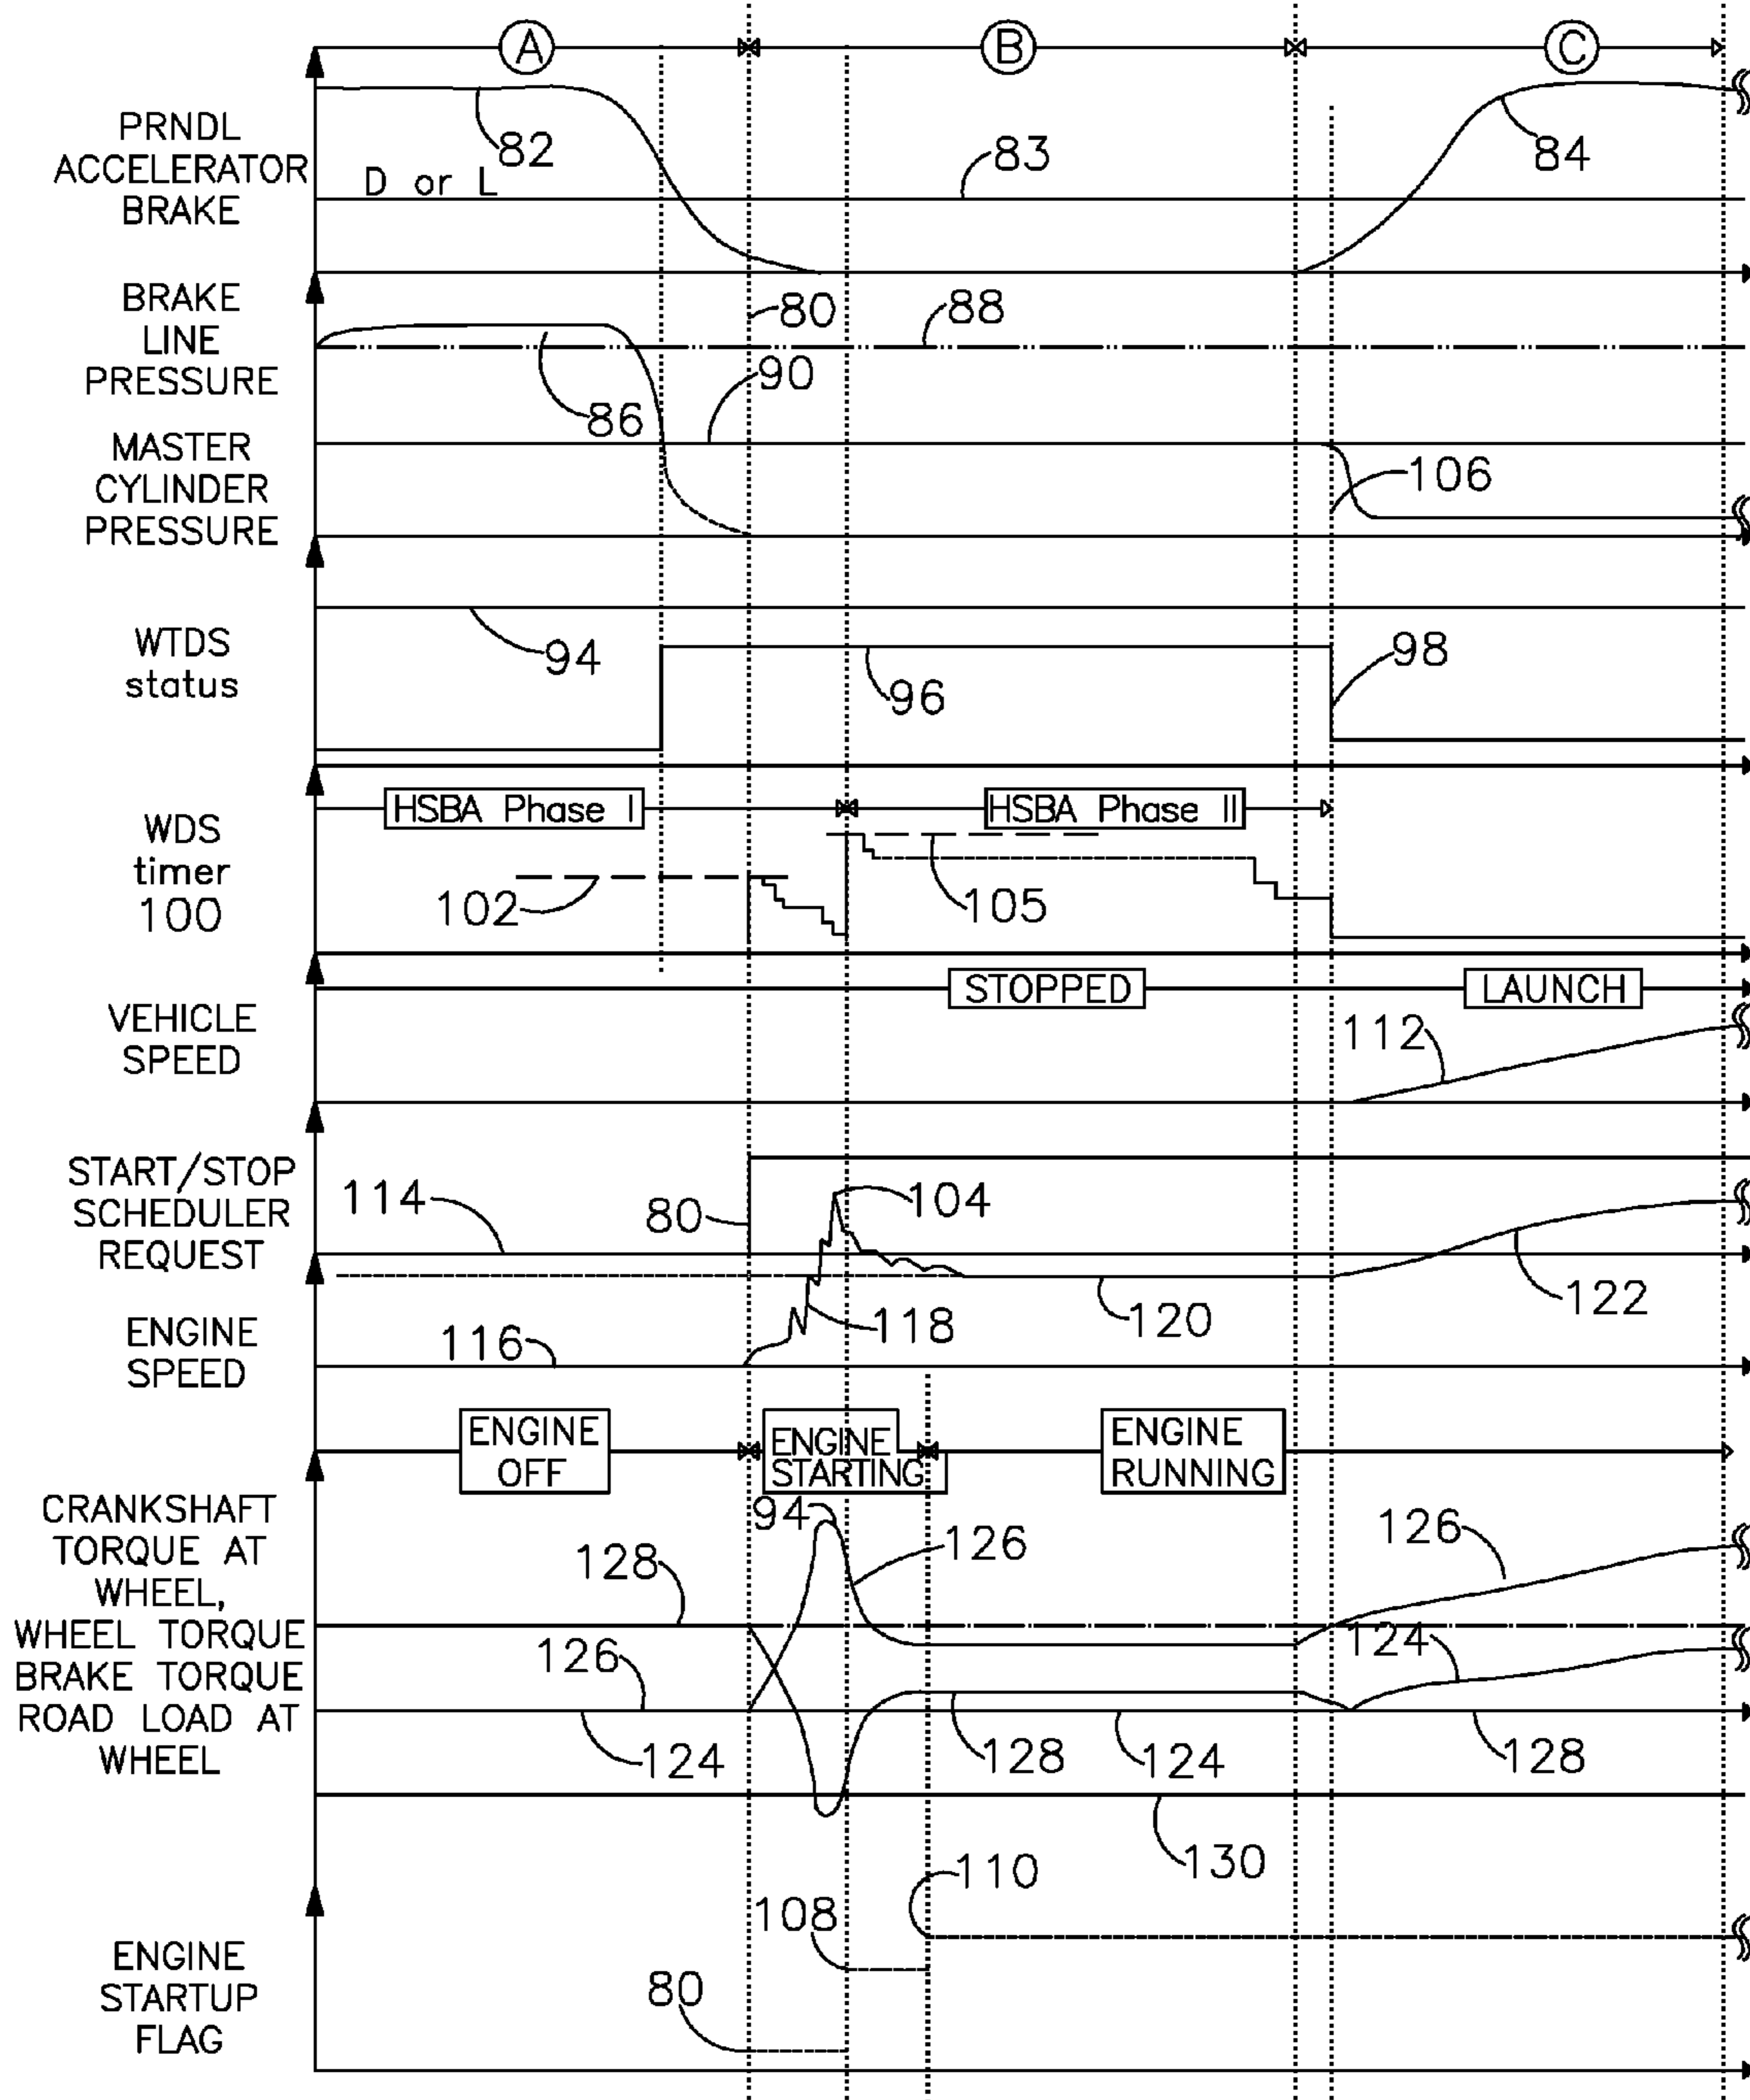 A
B
C
PRNDL
ACCELERATOR
BRAKE
82
D or L
83
84
BRAKE
LINE
PRESSURE
80
88
90
86
MASTER
CYLINDER
PRESSURE
106
WTDS
status
94
96
98
WDS
timer
100
HSBA Phase I
HSBA Phase II
102
105
VEHICLE
SPEED
STOPPED
LAUNCH
112
START/STOP
SCHEDULER
REQUEST
114
80
104
122
ENGINE
SPEED
116
118
120
ENGINE
OFF
ENGINE
STARTING
ENGINE
RUNNING
CRANKSHAFT
TORQUE AT
WHEEL,
WHEEL TORQUE
BRAKE TORQUE
ROAD LOAD AT
WHEEL
94
126
126
128
126
124
124
128
124
128
130
110
108
ENGINE
STARTUP
FLAG
80